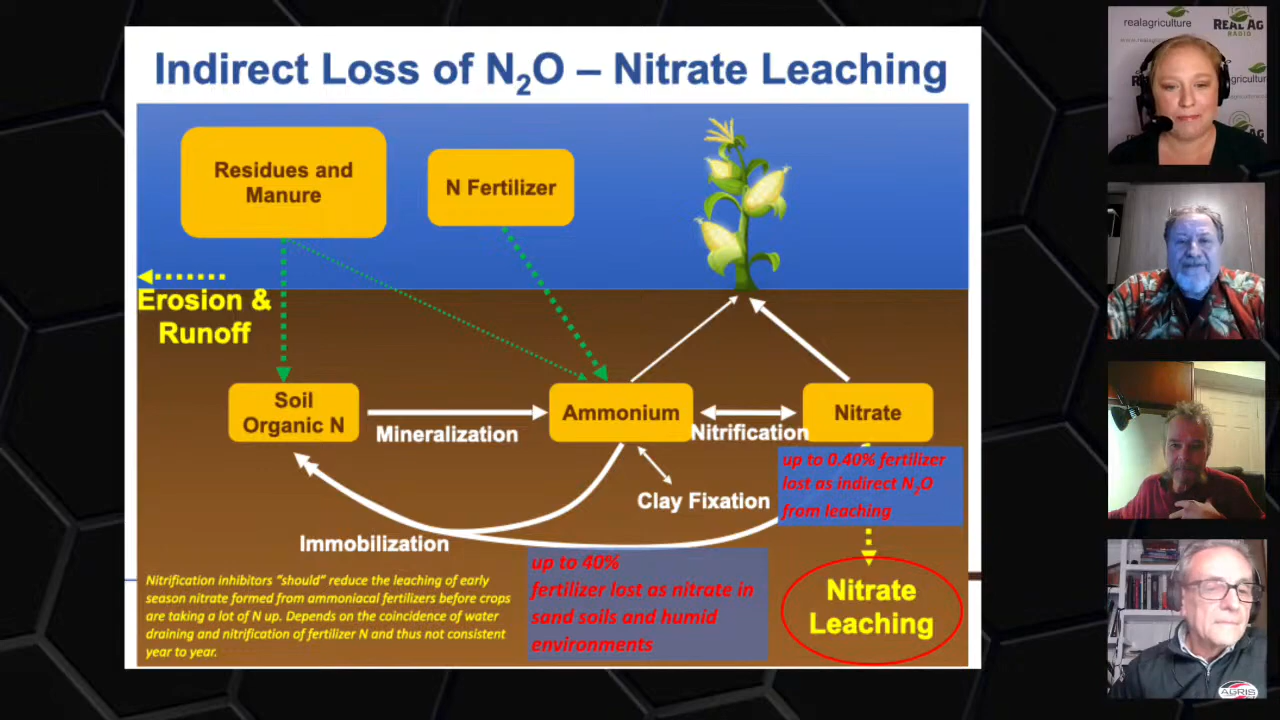 Indirect Loss of N2O – Nitrate Leaching
Residues and
Manure
N Fertilizer
Erosion &
Runoff
Soil
Organic N
Mineralization
Ammonium
Nitrification
Nitrate
up to 0.40% fertilizer
lost as indirect N2O
from leaching
Clay Fixation
Immobilization
up to 40%
fertilizer lost as nitrate in
sand soils and humid
environments
Nitrate
Leaching
Nitrification inhibitors "should" reduce the leaching of early
season nitrate formed from ammoniacal fertilizers before crops
are taking a lot of N up. Depends on the coincidence of water
draining and nitrification of fertilizer N and thus not consistent
year to year.
realagriculture
REAL AG
RADIO
AGRIS